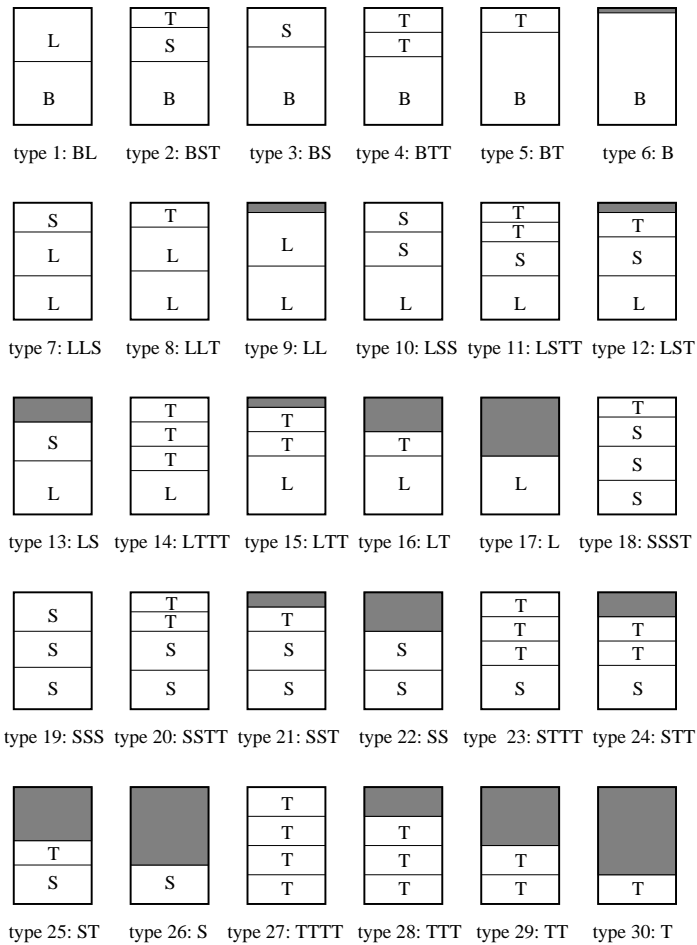 L T S T T
S T
B B B B B B
type 1: BL type 2: BST type 3: BS type 4: BTT type 5: BT type 6: B
S T L S T T
L L S T S
L L L L S L
L
type 7: LLS type 8: LLT type 9: LL type 10: LSS type 11: LSTT type 12: LST
S T T T L T
L T T L S
T L S
L S
type 13: LS type 14: LTTT type 15: LTT type 16: LT type 17: L type 18: SSST
S T T S T T
S T S S T T
S S S T T
S S
type 19: SSS type 20: SSTT type 21: SST type 22: SS type 23: STTT type 24: STT
T S T T T T
S T T T
T T
T
type 25: ST type 26: S type 27: TTTT type 28: TTT type 29: TT type 30: T